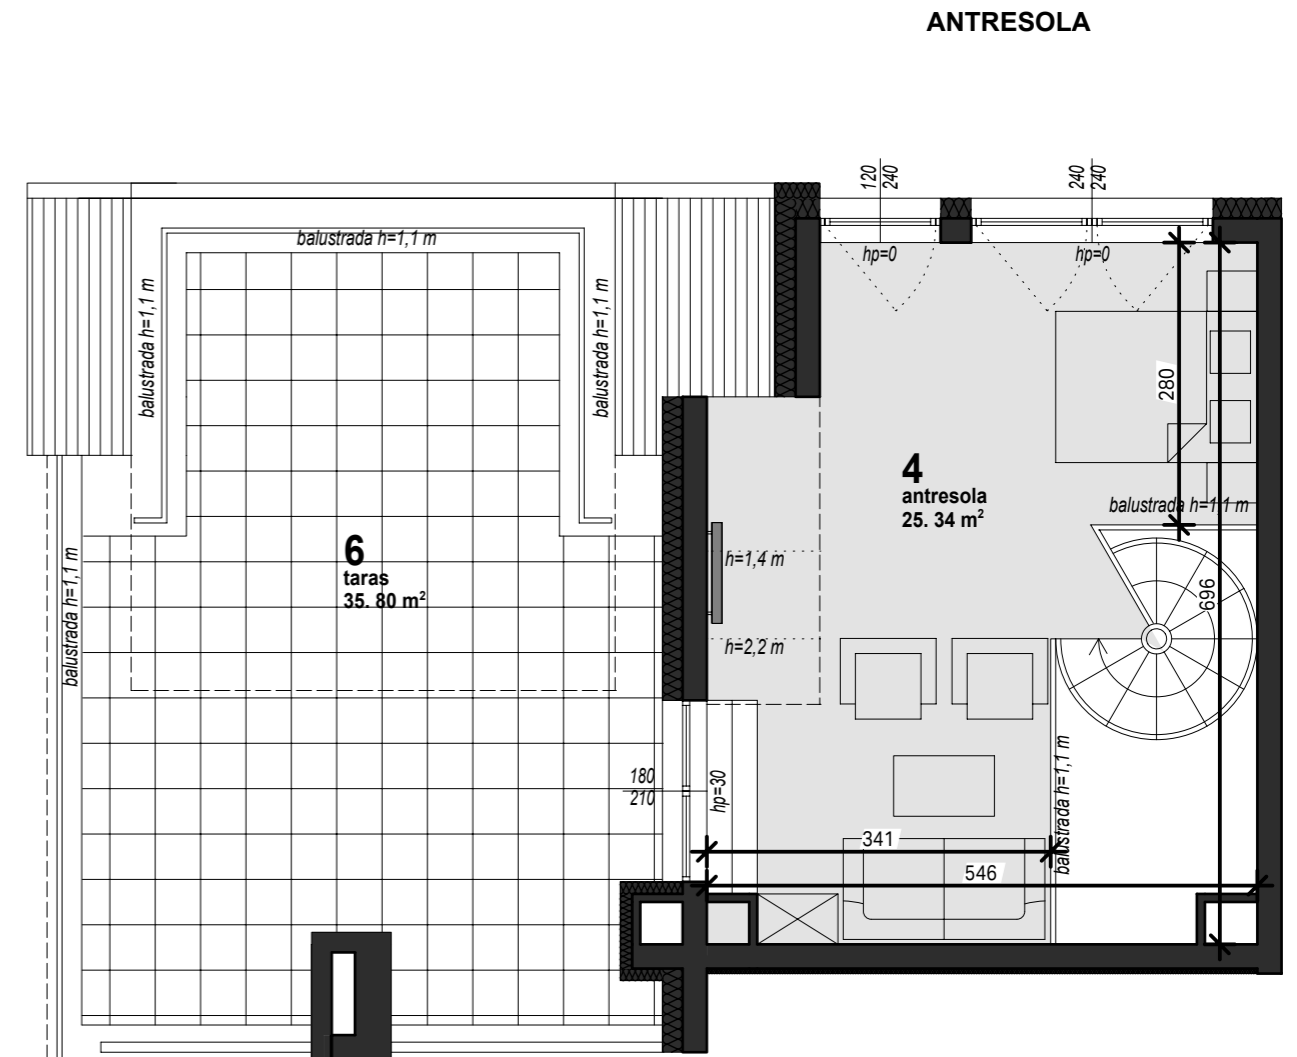 ANTRESOLA
120
240
240
240
balustrada h=1,1 m
hp=0
hp=0
balustrada h=1,1 m
balustrada h=1,1 m
280
4
antresola
25. 34 m²
balustrada h=1,1 m
6
taras
35. 80 m²
h=1,4 m
balustrada h=1,1 m
696
h=2,2 m
180
210
hp=30
balustrada h=1,1 m
341
546